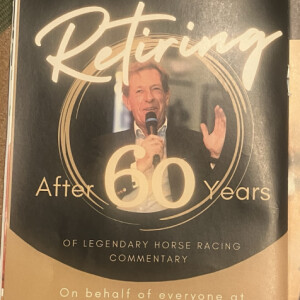 Retiring
After 60 Years
OF LEGENDARY HORSE RACING
COMMENTARY
On behalf of everyone at